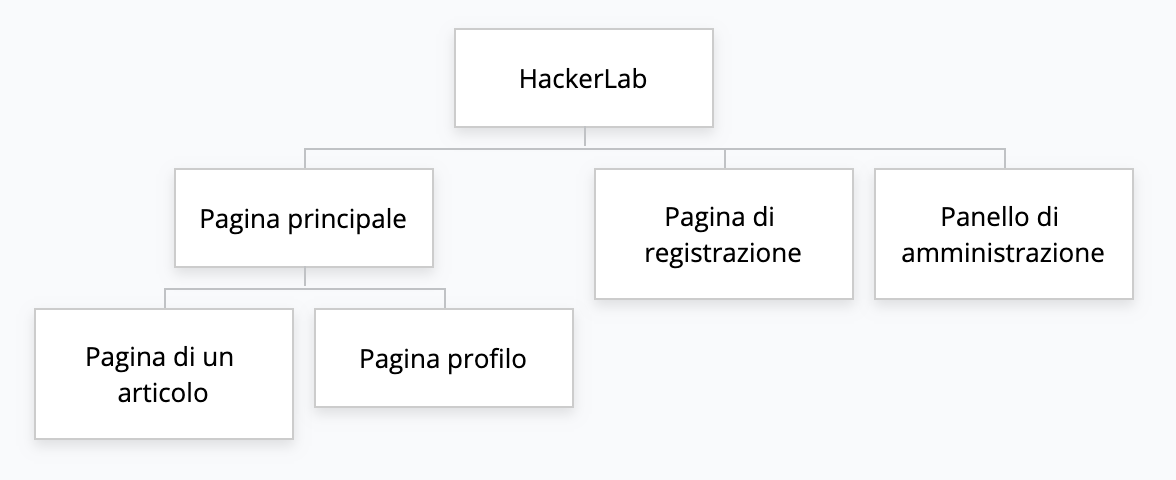 HackerLab
Pagina principale
Pagina di
registrazione
Panello di
amministrazione
Pagina di un
articolo
Pagina profilo